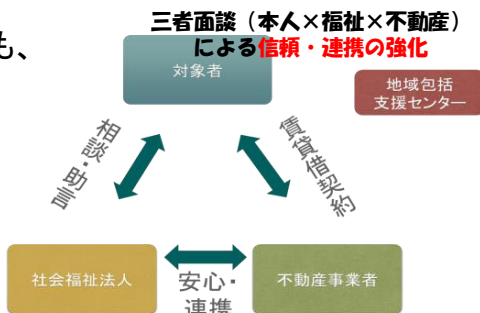 も、
三者面談（本人×福祉×不動産）
による信頼・連携の強化
対象者
地域包括
支援センター
相談・助言
賃貸借契約
社会福祉法人
安心・
連携
不動産事業者